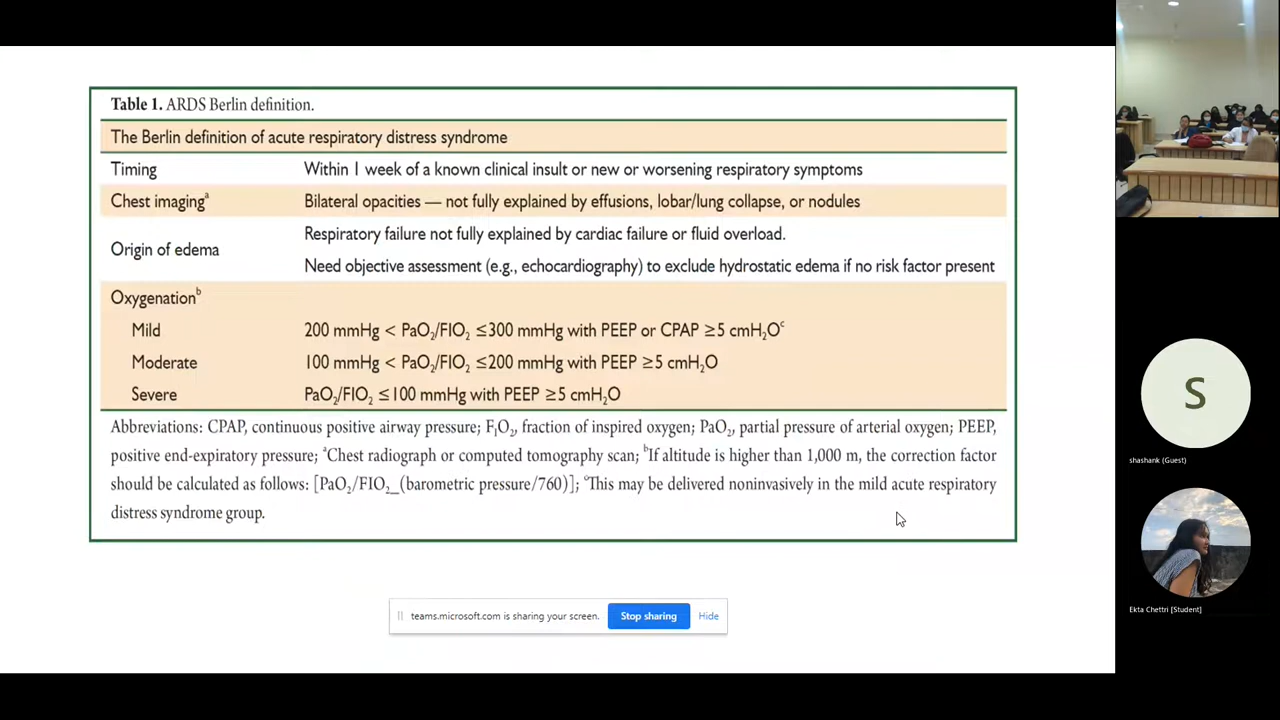 Table 1. ARDS Berlin definition.
The Berlin definition of acute respiratory distress syndrome
Timing Within 1 week of a known clinical insult or new or worsening respiratory symptoms
Chest imagingᵃ Bilateral opacities — not fully explained by effusions, lobar/lung collapse, or nodules
Origin of edema Respiratory failure not fully explained by cardiac failure or fluid overload.
Need objective assessment (e.g., echocardiography) to exclude hydrostatic edema if no risk factor present
Oxygenationᵇ
Mild 200 mmHg < PaO₂/FIO₂ ≤300 mmHg with PEEP or CPAP ≥5 cmH₂Oᶜ
Moderate 100 mmHg < PaO₂/FIO₂ ≤200 mmHg with PEEP ≥5 cmH₂O
Severe PaO₂/FIO₂ ≤100 mmHg with PEEP ≥5 cmH₂O
Abbreviations: CPAP, continuous positive airway pressure; FᵢO₂, fraction of inspired oxygen; PaO₂, partial pressure of arterial oxygen; PEEP,
positive end-expiratory pressure; ᵃChest radiograph or computed tomography scan; ᵇIf altitude is higher than 1,000 m, the correction factor
should be calculated as follows: [PaO₂/FIO₂_(barometric pressure/760)]; ᶜThis may be delivered noninvasively in the mild acute respiratory
distress syndrome group.
teams.microsoft.com is sharing your screen. Stop sharing Hide
S
shashank (Guest)
Ekta Chettri [Student]